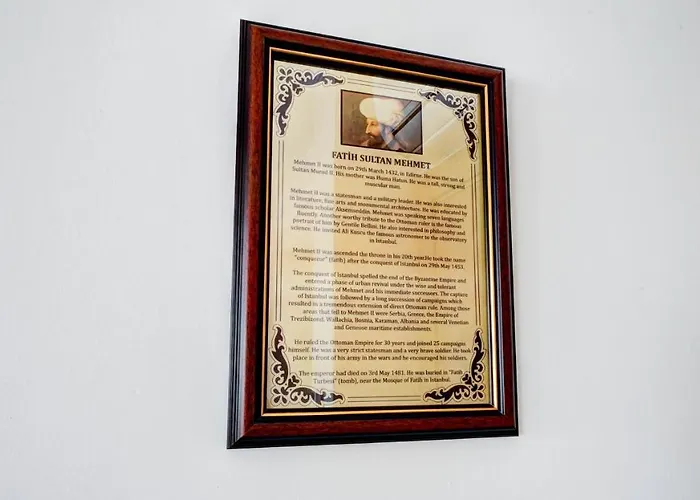 FATİH SULTAN MEHMET
Mehmet II was born on 29th March 1432, in Edirne. He was the son of
Sultan Murad II. His mother was Huma Hatun. He was a tall, strong and
muscular man.
Mehmet II was a statesman and a military leader. He was also interested
in literature, fine arts and monumental architecture. He was educated by
famous scholar Aksemseddin. Mehmet was speaking seven languages
fluently. Another worthy tribute to the Ottoman ruler is the famous
portrait of him by Gentile Bellini. He also interested in philosophy and
science. He invited Ali Kuscu the famous astronomer to the observatory
in Istanbul.
Mehmet II was ascended the throne in his 20th year.He took the name
"conqueror" (fatih) after the conquest of Istanbul on 29th May 1453.
The conquest of Istanbul spelled the end of the Byzantine Empire and
entered a phase of urban revival under the wise and tolerant
administrations of Mehmet and his immediate successors. The capture
of Istanbul was followed by a long succession of campaigns which
resulted in a tremendous extension of direct Ottoman rule. Among those
areas that fell to Mehmet II were Serbia, Greece, the Empire of
Trezibizond, Wallachia, Bosnia, Karaman, Albania and several Venetian
and Genoese maritime establishments.
He ruled the Ottoman Empire for 30 years and joined 25 campaigns
himself. He was a very strict statesman and a very brave soldier. He took
place in front of his army in the wars and he encouraged his soldiers.
The emperor had died on 3rd May 1481. He was buried in "Fatih
Turbesi" (tomb), near the Mosque of Fatih in Istanbul.